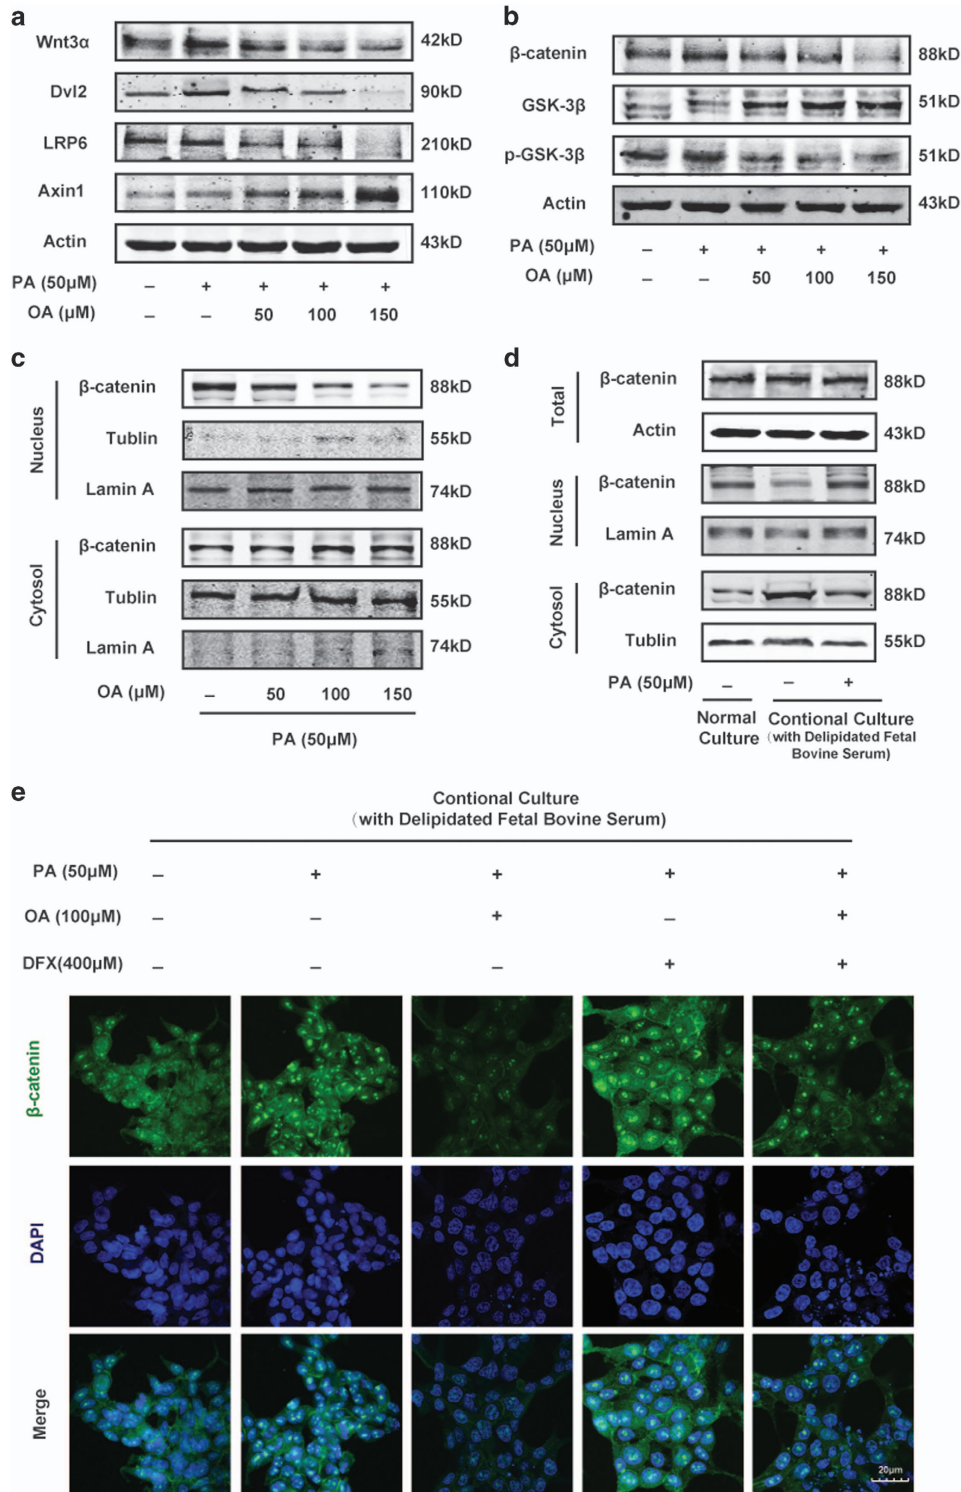 a
Wnt3α 42kD
Dvl2 90kD
LRP6 210kD
Axin1 110kD
Actin 43kD
PA (50μM) – + + + +
OA (μM) – – 50 100 150
b
β-catenin 88kD
GSK-3β 51kD
p-GSK-3β 51kD
Actin 43kD
PA (50μM) – + + + +
OA (μM) – – 50 100 150
c
Nucleus
β-catenin 88kD
Tublin 55kD
Lamin A 74kD
Cytosol
β-catenin 88kD
Tublin 55kD
Lamin A 74kD
OA (μM) – 50 100 150
PA (50μM)
d
Total
β-catenin 88kD
Actin 43kD
Nucleus
β-catenin 88kD
Lamin A 74kD
Cytosol
β-catenin 88kD
Tublin 55kD
PA (50μM) – – +
Normal Culture
Contional Culture
(with Delipidated Fetal
Bovine Serum)
e
Contional Culture
(with Delipidated Fetal Bovine Serum)
PA (50μM) – + + + +
OA (100μM) – – + – +
DFX(400μM) – – – + +
β-catenin
DAPI
Merge
20μm